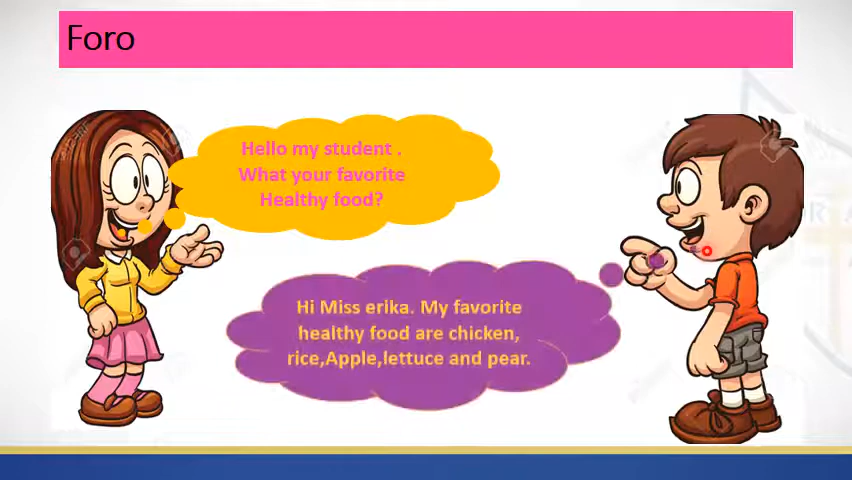 Foro
Hello my student .
What your favorite
Healthy food?
Hi Miss erika. My favorite
healthy food are chicken,
rice,Apple,lettuce and pear.